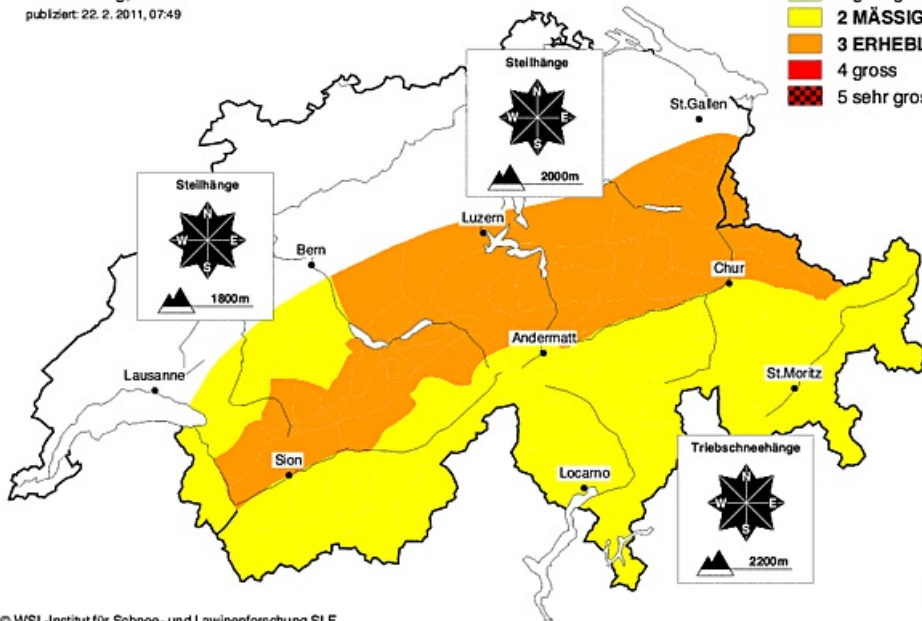 publiziert: 22. 2. 2011, 07:49
2 MÄSSIG
3 ERHEBL
4 gross
5 sehr gros
Steilhänge
N
W E
S
2000m
St.Gallen
Steilhänge
N
W E
S
1800m
Luzern
Bern
Chur
Andermatt
Lausanne
St.Moritz
Sion
Locarno
Triebschneehänge
N
W E
S
2200m
© WSL-Institut für Schnee- und Lawinenforschung SLF